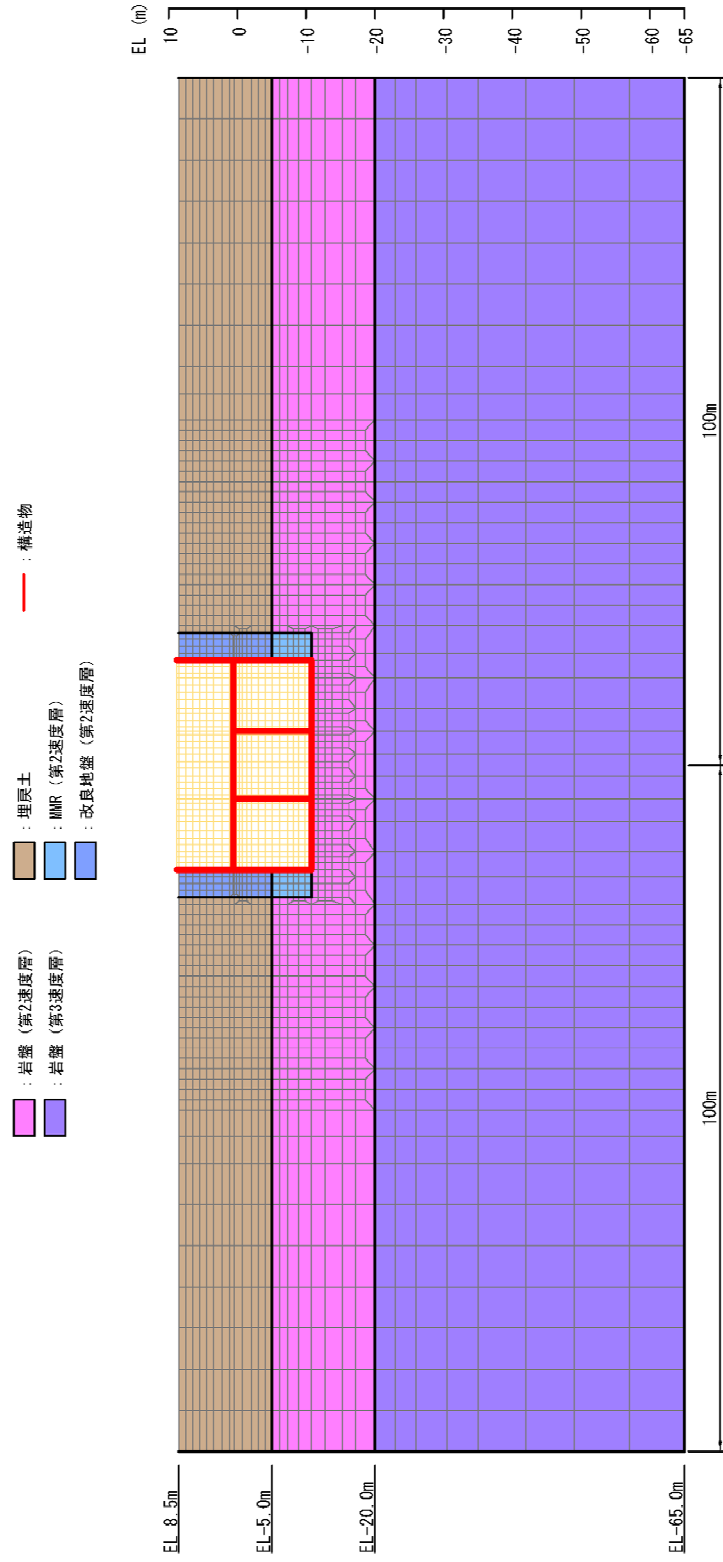 岩盤 (第2速度層)
岩盤 (第3速度層)
埋戻土
MMR (第2速度層)
改良地盤 (第2速度層)
構造物
EL 8.5m
EL-5.0m
EL-20.0m
EL-65.0m
EL (m)
10
0
-10
-20
-30
-40
-50
-60
-65
100m
100m